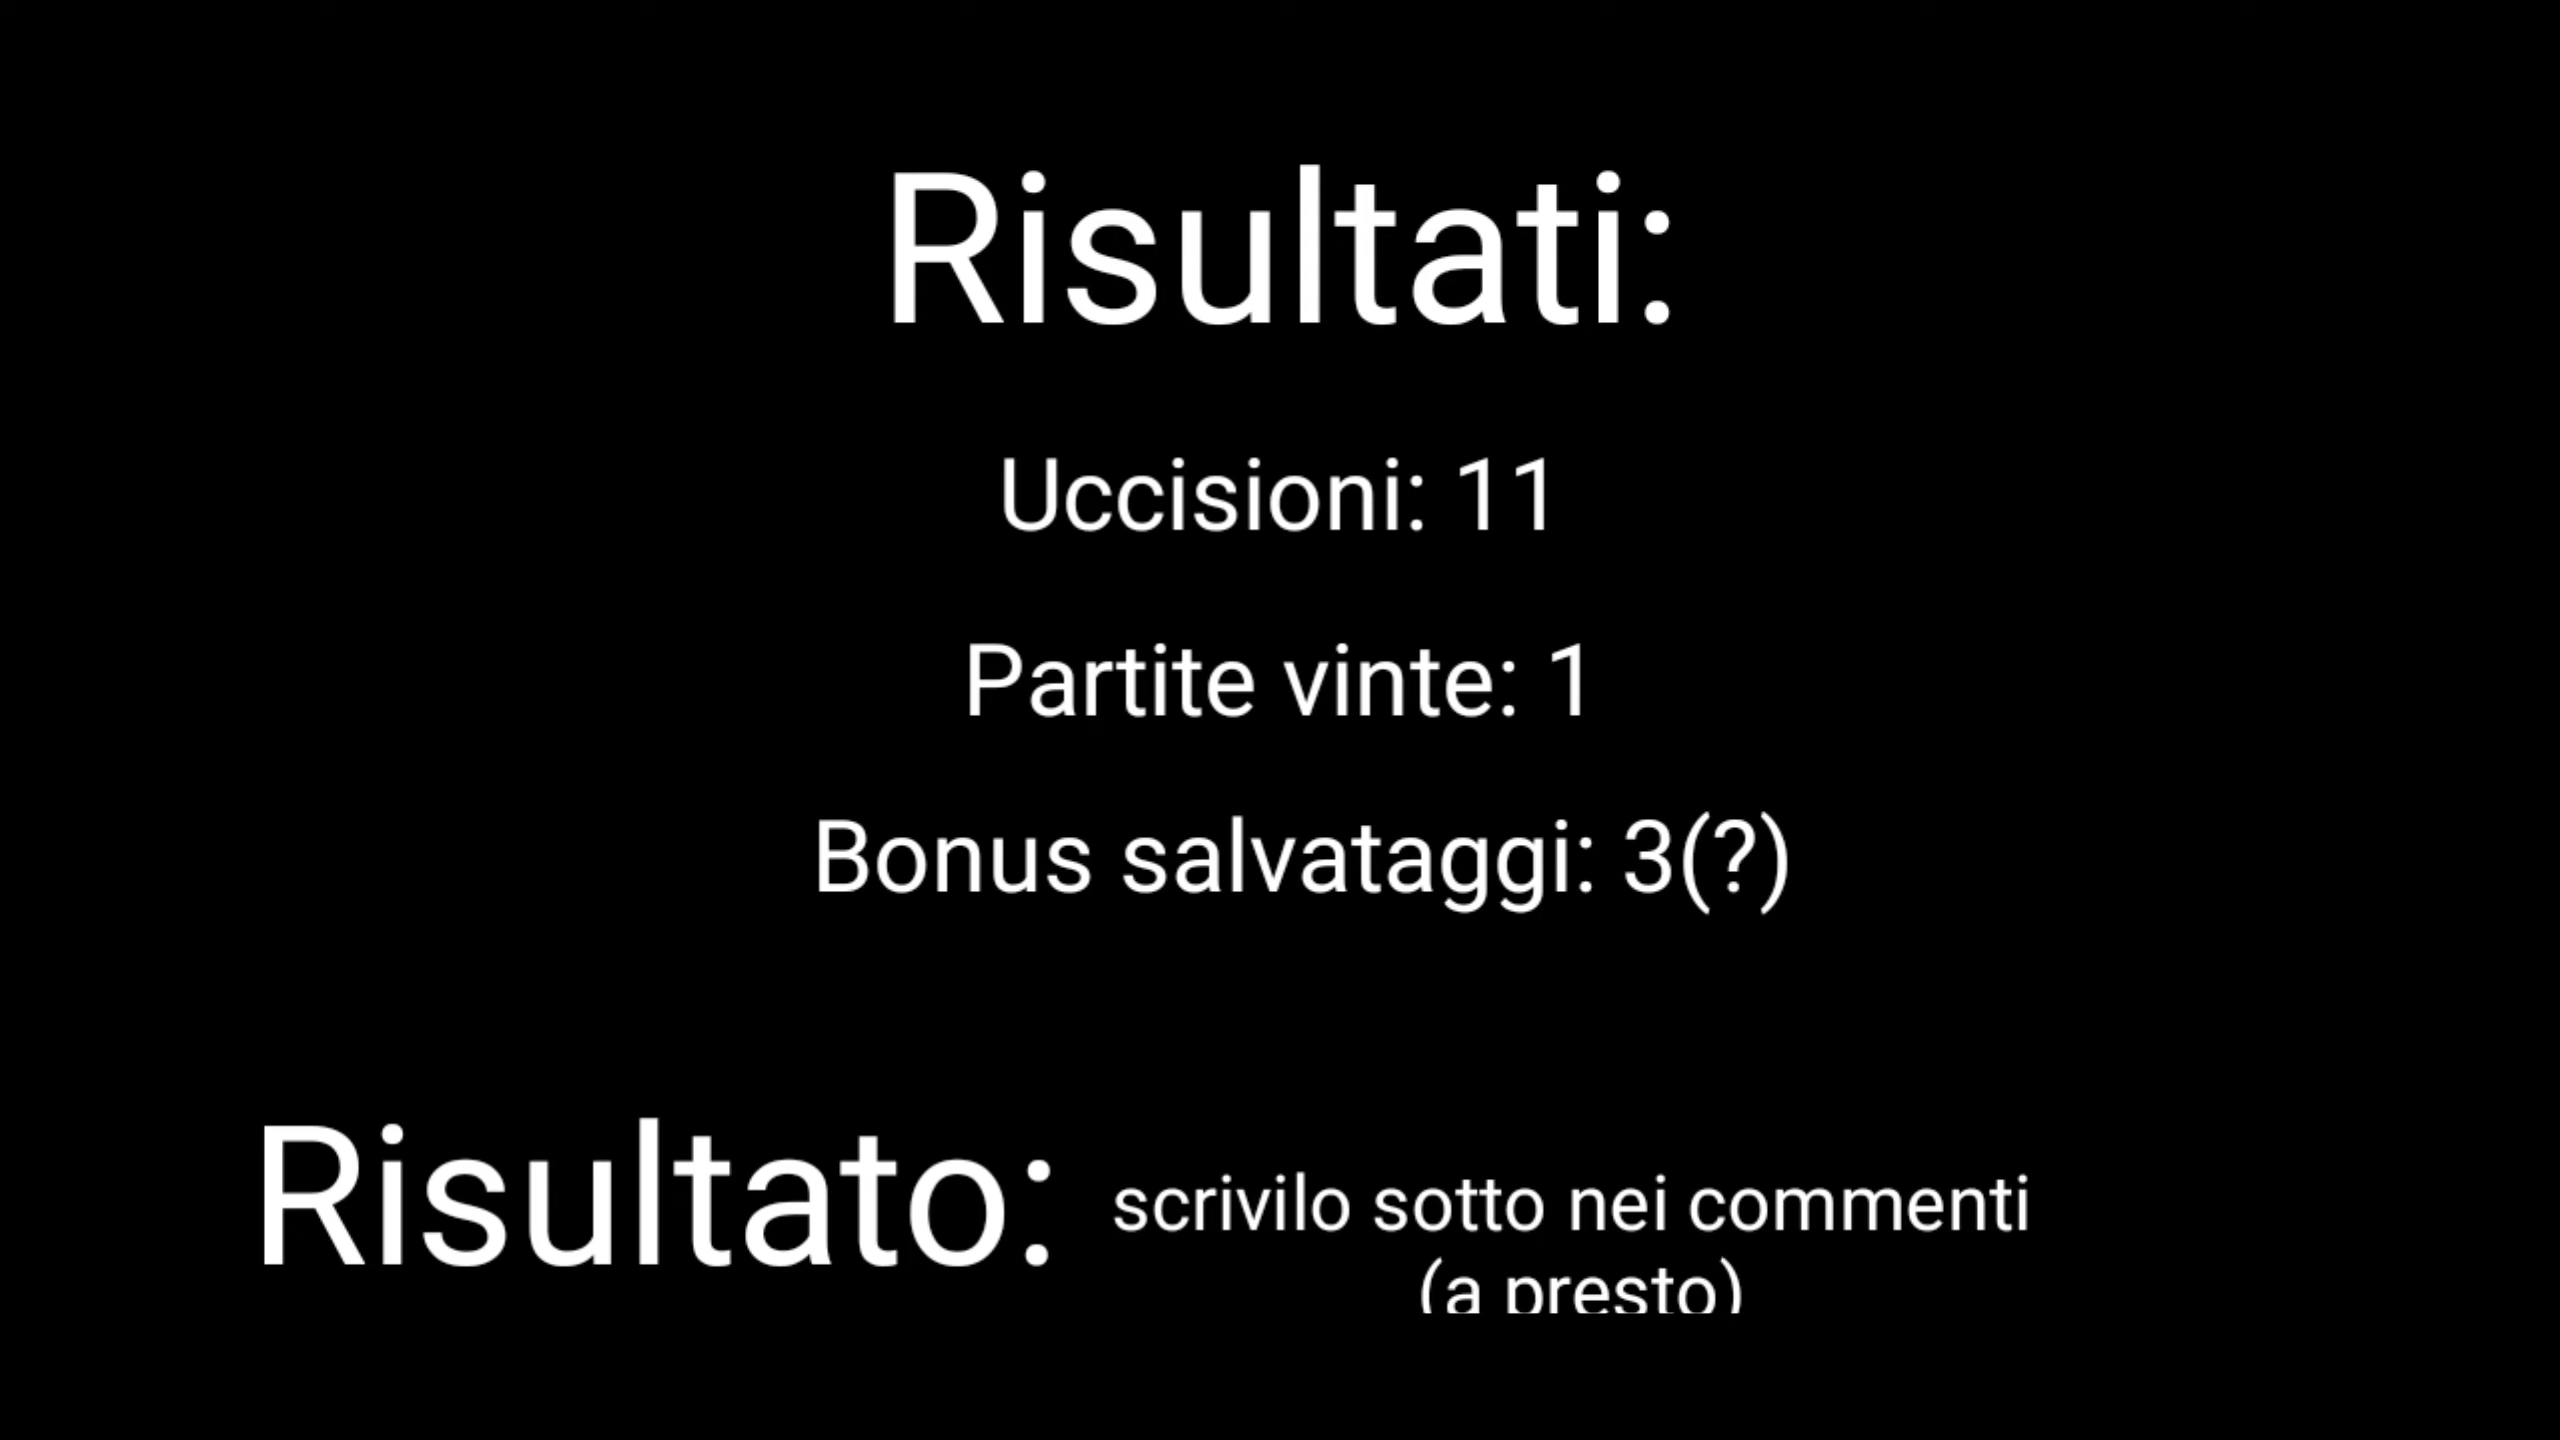 Risultati:
Uccisioni: 11
Partite vinte: 1
Bonus salvataggi: 3(?)
Risultato: scrivilo sotto nei commenti
(a presto)